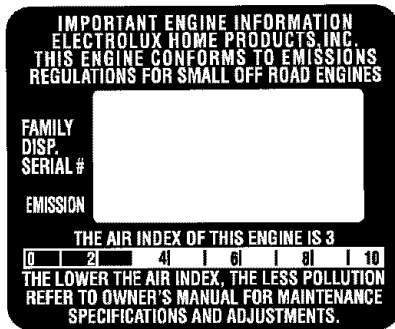 IMPORTANT ENGINE INFORMATION
ELECTROLUX HOME PRODUCTS, INC.
THIS ENGINE CONFORMS TO EMISSIONS
REGULATIONS FOR SMALL OFF ROAD ENGINES
FAMILY
DISP.
SERIAL #
EMISSION
THE AIR INDEX OF THIS ENGINE IS 3
0 2 4 6 8 10
THE LOWER THE AIR INDEX, THE LESS POLLUTION
REFER TO OWNER'S MANUAL FOR MAINTENANCE
SPECIFICATIONS AND ADJUSTMENTS.